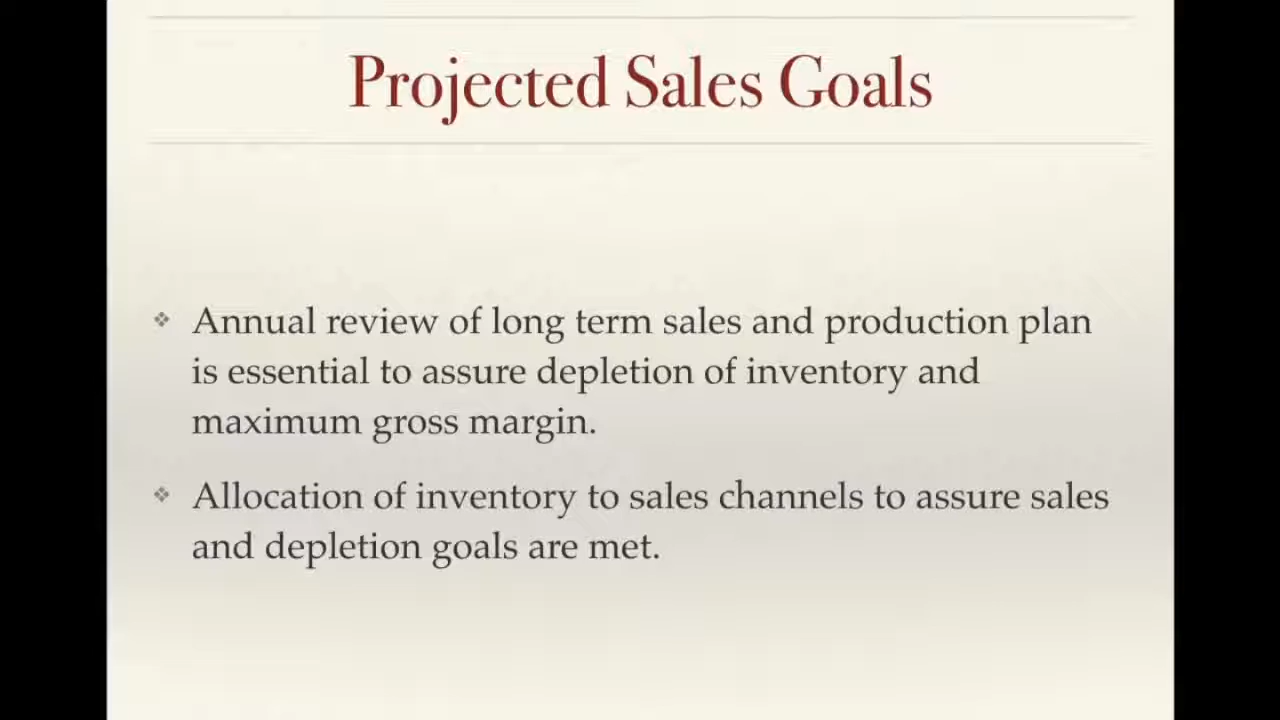 Projected Sales Goals
❖ Annual review of long term sales and production plan
is essential to assure depletion of inventory and
maximum gross margin.
❖ Allocation of inventory to sales channels to assure sales
and depletion goals are met.